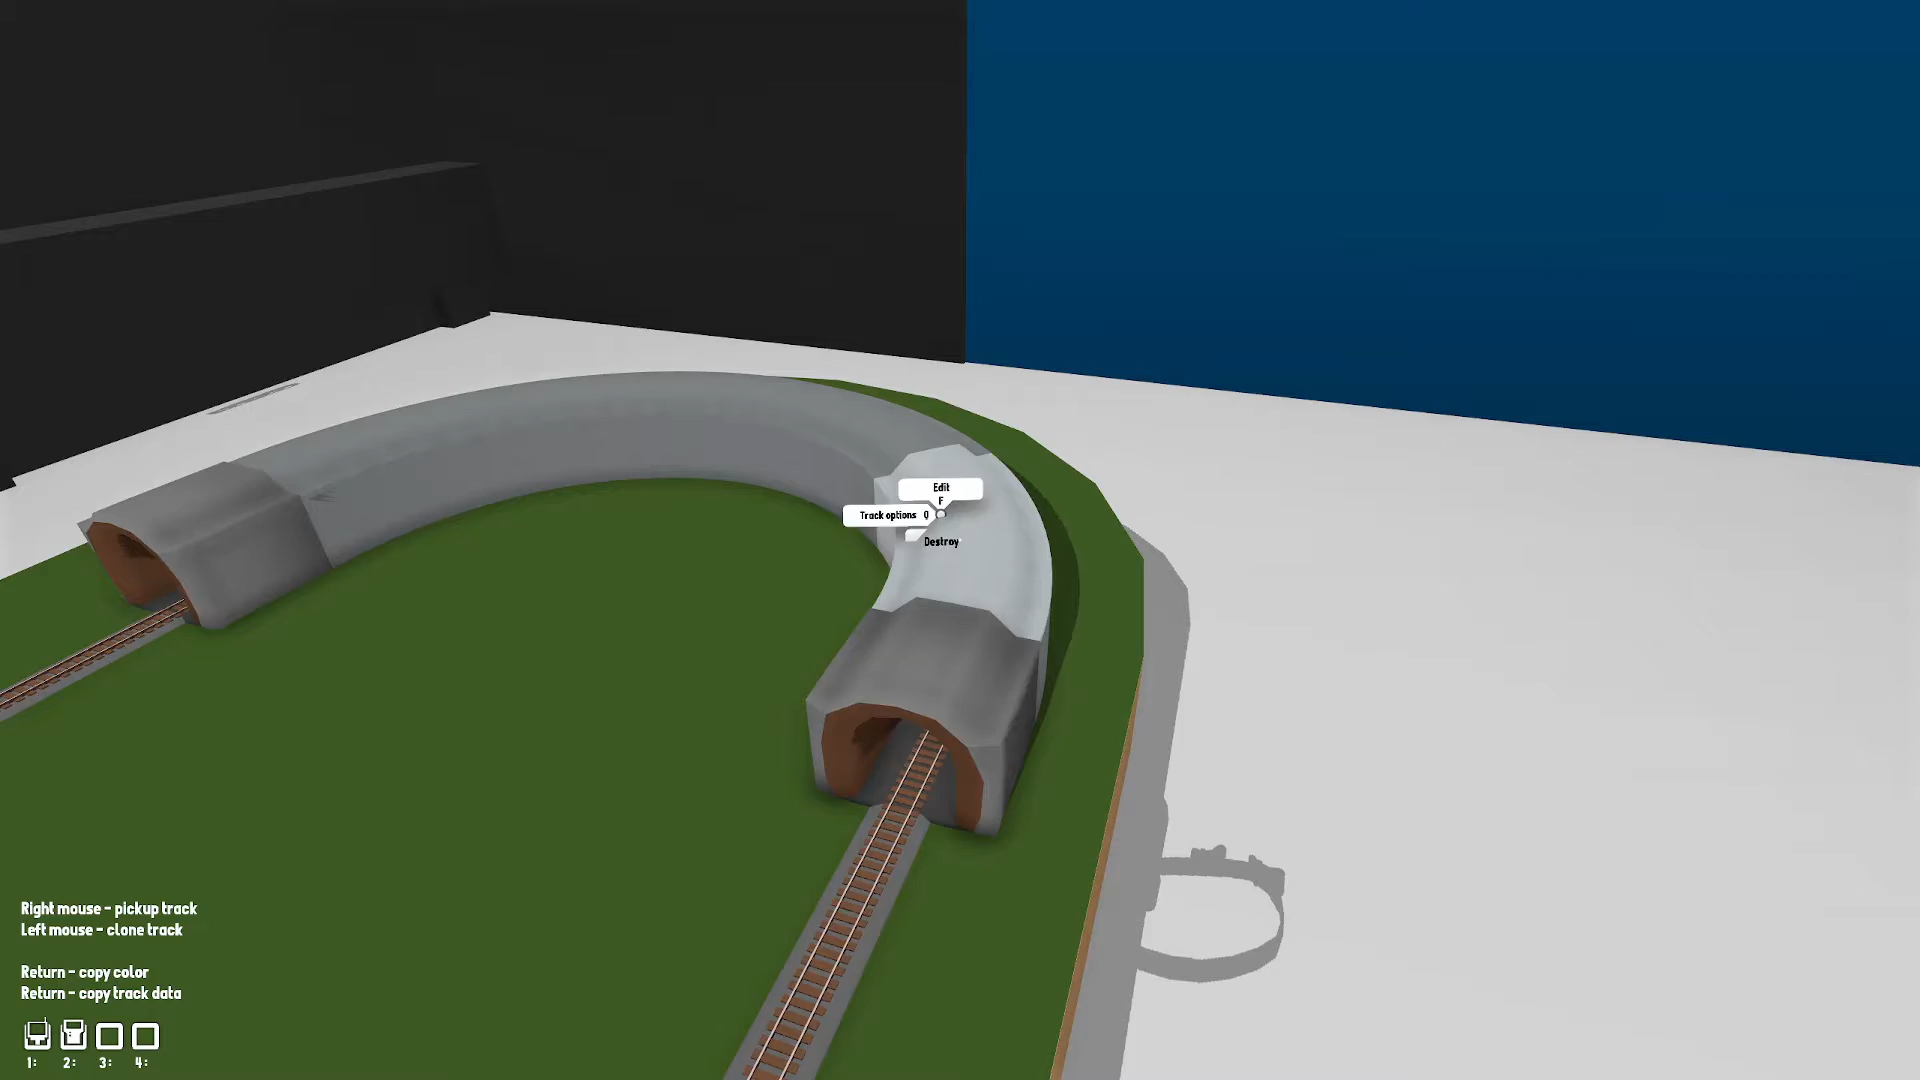 Edit
F
Track options Q
Destroy
Right mouse - pickup track
Left mouse - clone track
Return - copy color
Return - copy track data
1: 2: 3: 4: